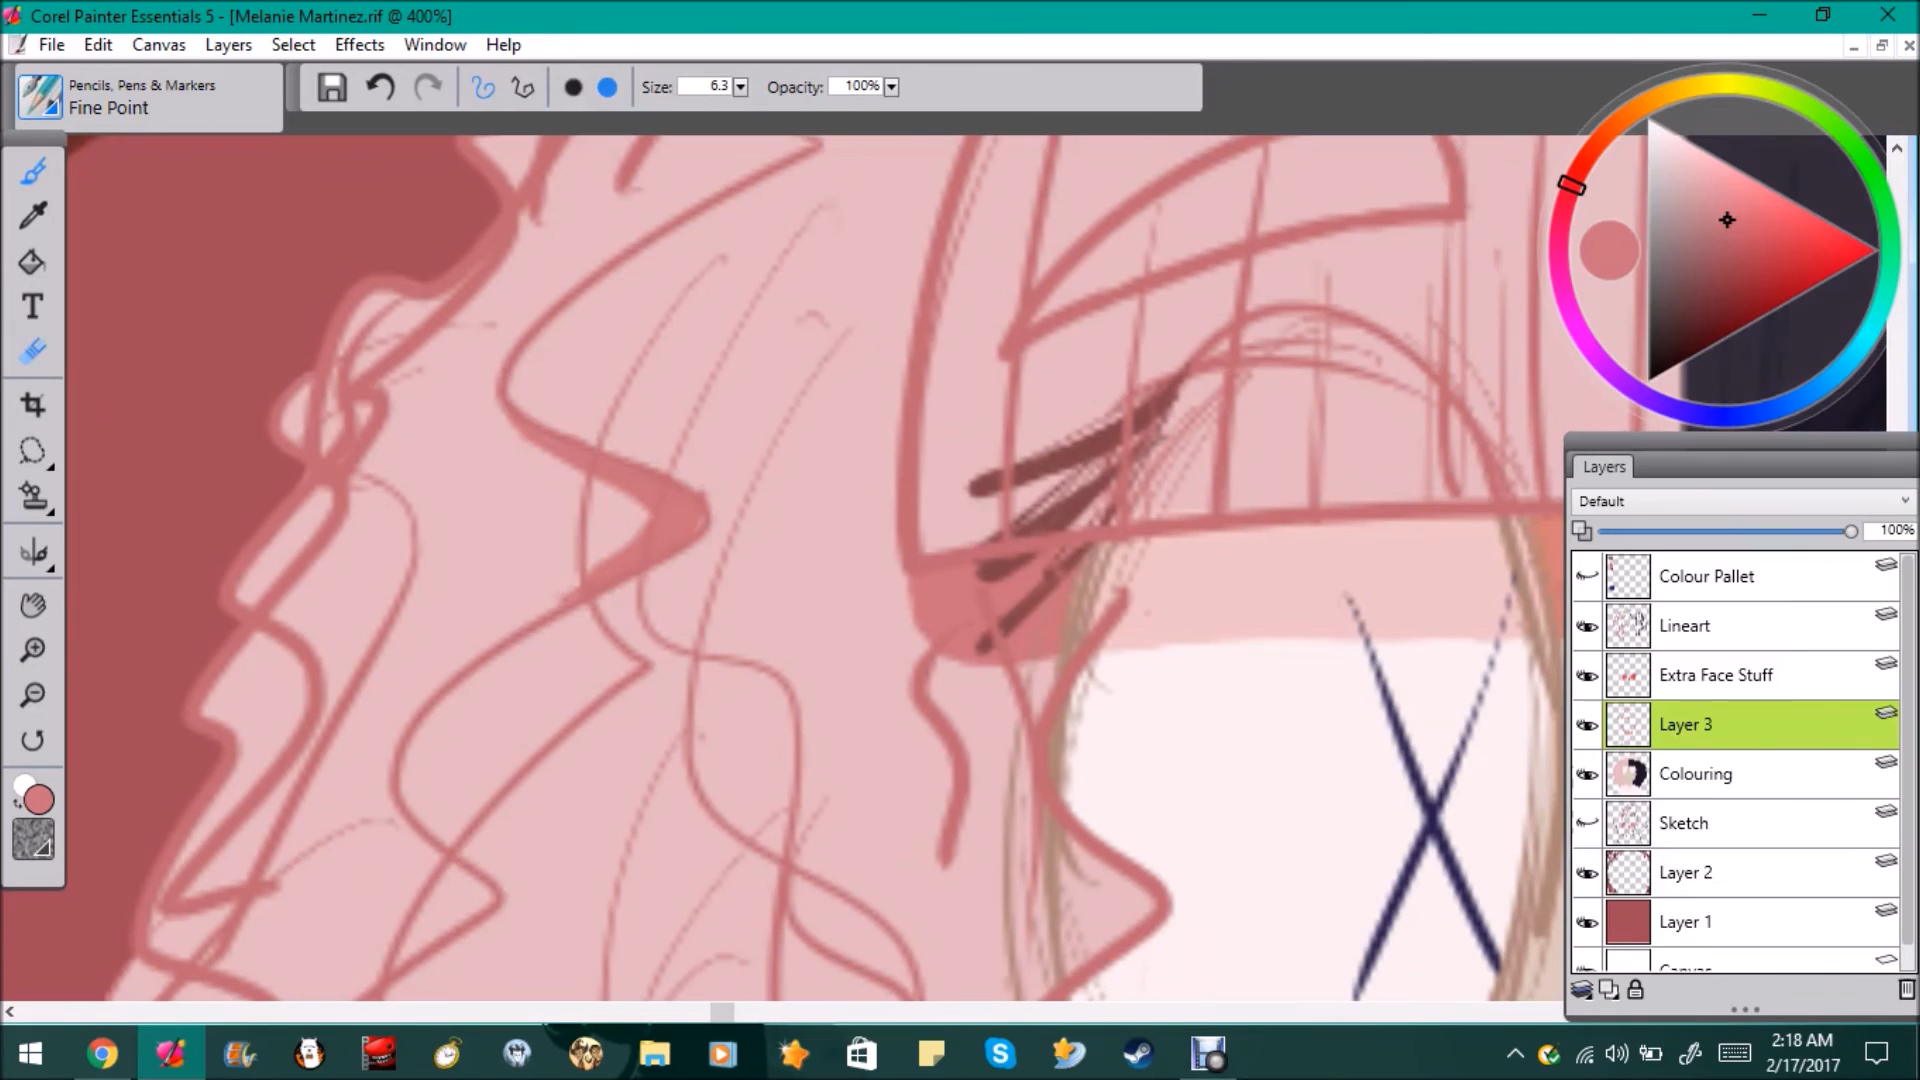 Corel Painter Essentials 5 - [Melanie Martinez.rif @ 400%]
File Edit Canvas Layers Select Effects Window Help
Pencils, Pens & Markers
Fine Point
Size: 6.3 Opacity: 100%
Layers
Default
100%
Colour Pallet
Lineart
Extra Face Stuff
Layer 3
Colouring
Sketch
Layer 2
Layer 1
Canvas
2:18 AM
2/17/2017